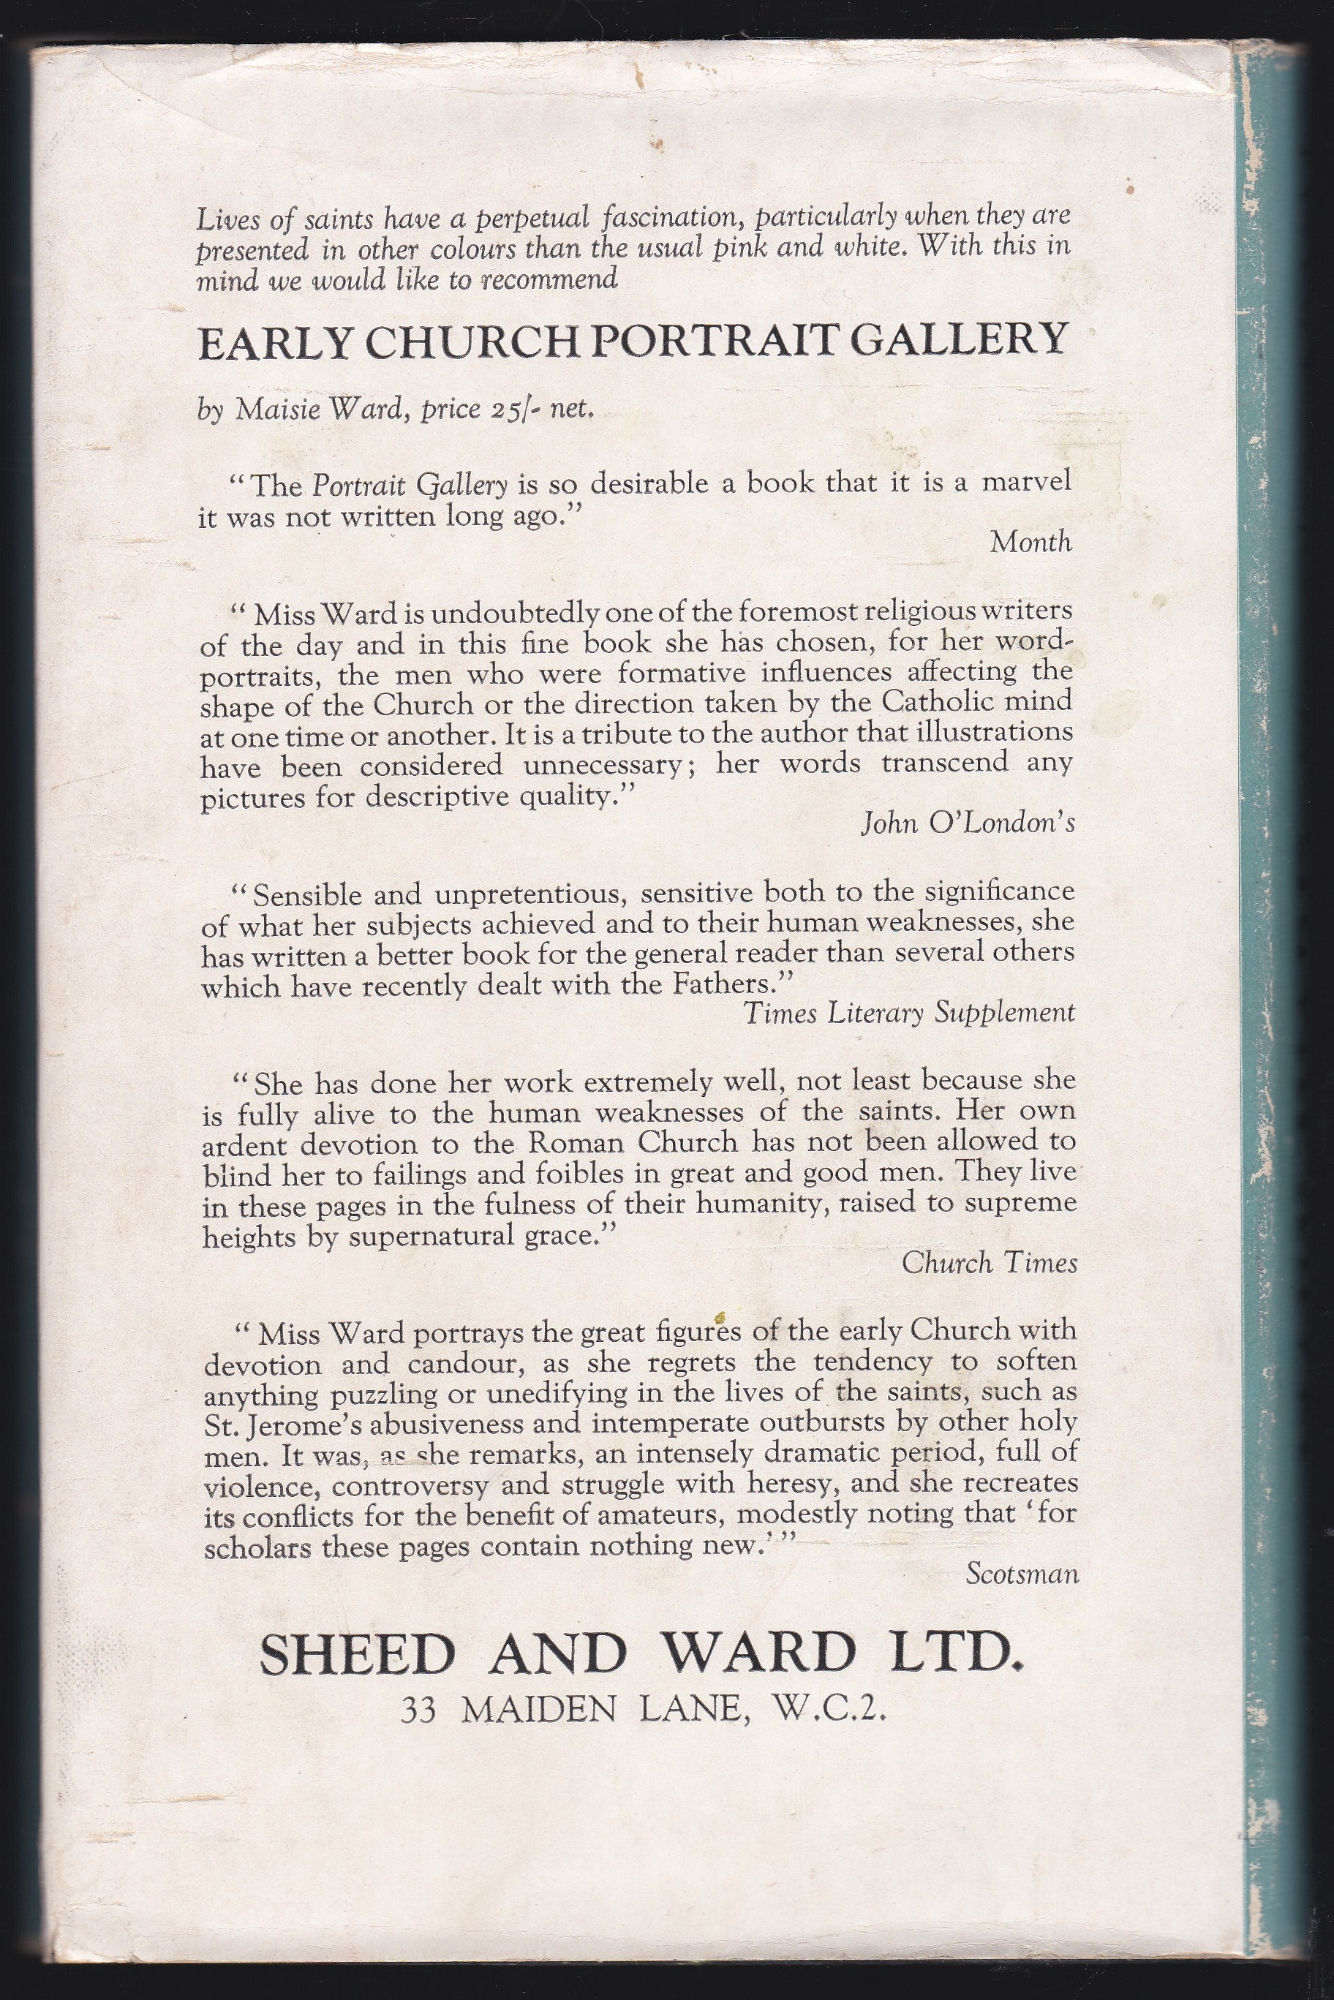 Lives of saints have a perpetual fascination, particularly when they are
presented in other colours than the usual pink and white. With this in
mind we would like to recommend
EARLY CHURCH PORTRAIT GALLERY
by Maisie Ward, price 25/- net.
“The Portrait Gallery is so desirable a book that it is a marvel
it was not written long ago.”
Month
“Miss Ward is undoubtedly one of the foremost religious writers
of the day and in this fine book she has chosen, for her word-
portraits, the men who were formative influences affecting the
shape of the Church or the direction taken by the Catholic mind
at one time or another. It is a tribute to the author that illustrations
have been considered unnecessary; her words transcend any
pictures for descriptive quality.”
John O’London’s
“Sensible and unpretentious, sensitive both to the significance
of what her subjects achieved and to their human weaknesses, she
has written a better book for the general reader than several others
which have recently dealt with the Fathers.”
Times Literary Supplement
“She has done her work extremely well, not least because she
is fully alive to the human weaknesses of the saints. Her own
ardent devotion to the Roman Church has not been allowed to
blind her to failings and foibles in great and good men. They live
in these pages in the fulness of their humanity, raised to supreme
heights by supernatural grace.”
Church Times
“Miss Ward portrays the great figures of the early Church with
devotion and candour, as she regrets the tendency to soften
anything puzzling or unedifying in the lives of the saints, such as
St. Jerome’s abusiveness and intemperate outbursts by other holy
men. It was, as she remarks, an intensely dramatic period, full of
violence, controversy and struggle with heresy, and she recreates
its conflicts for the benefit of amateurs, modestly noting that ‘for
scholars these pages contain nothing new.’”
Scotsman
SHEED AND WARD LTD.
33 MAIDEN LANE, W.C.2.